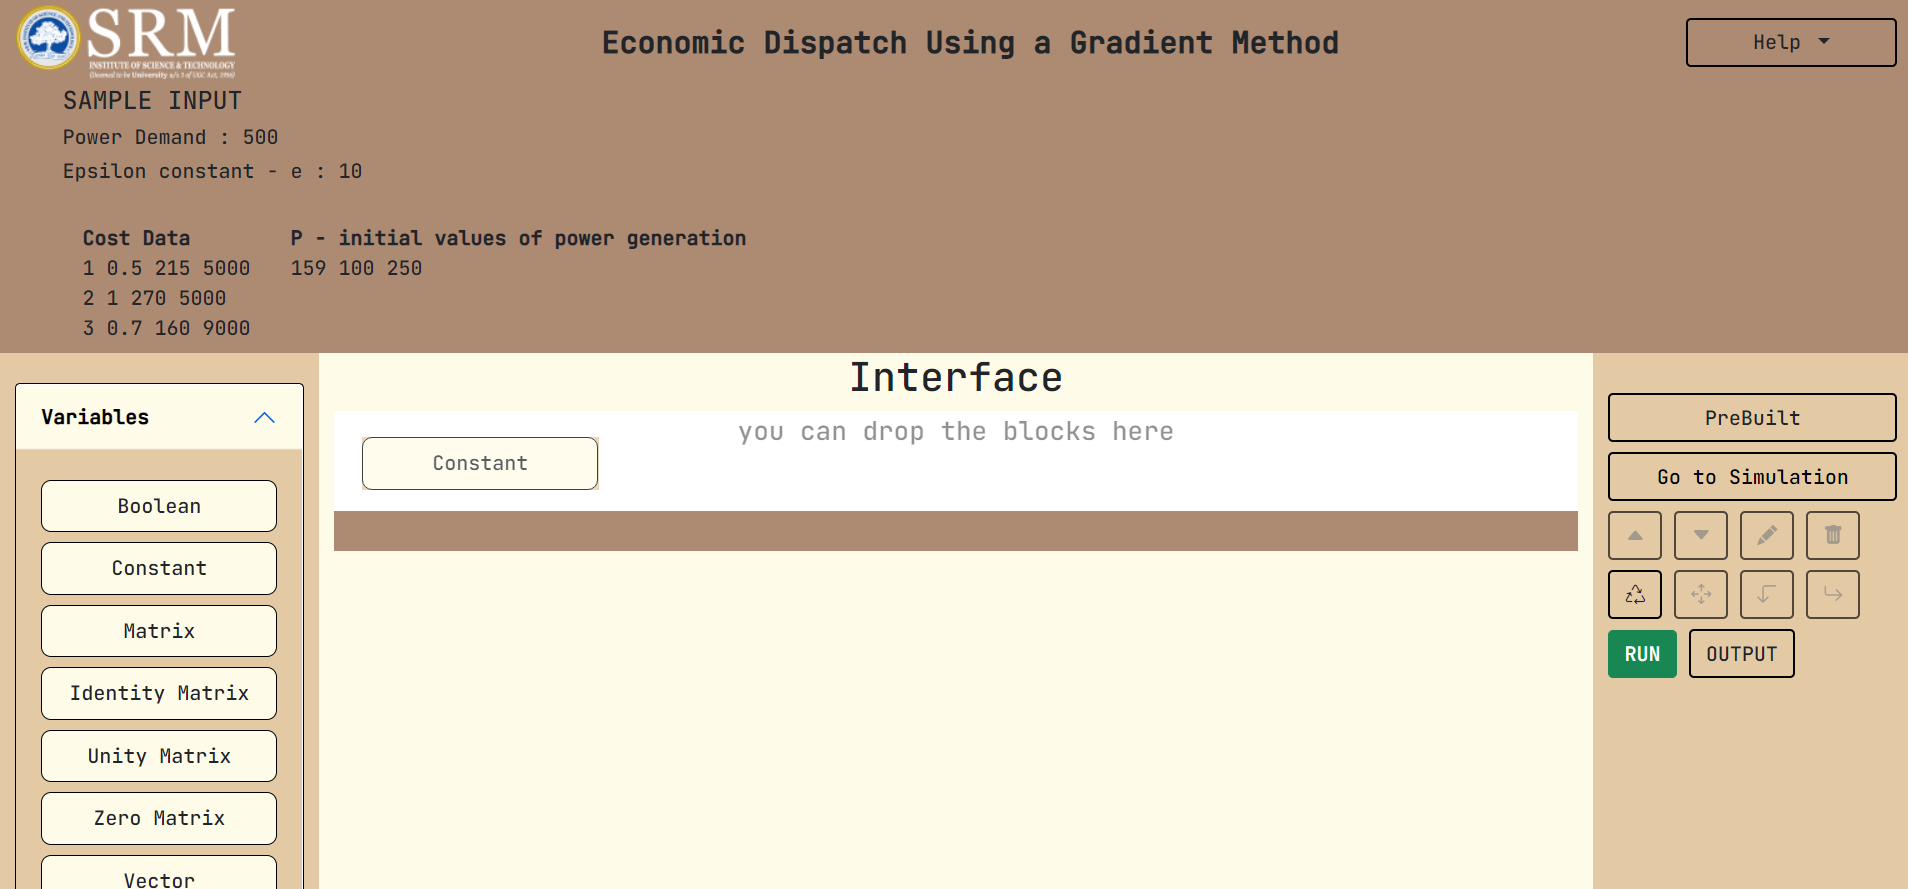 SRM
INSTITUTE OF SCIENCE & TECHNOLOGY
(Deemed to be University u/s 3 of UGC Act, 1956)
Economic Dispatch Using a Gradient Method
Help
SAMPLE INPUT
Power Demand : 500
Epsilon constant - e : 10
Cost Data
1 0.5 215 5000
2 1 270 5000
3 0.7 160 9000
P - initial values of power generation
159 100 250
Variables
Boolean
Constant
Matrix
Identity Matrix
Unity Matrix
Zero Matrix
Vector
Interface
you can drop the blocks here
Constant
PreBuilt
Go to Simulation
RUN
OUTPUT